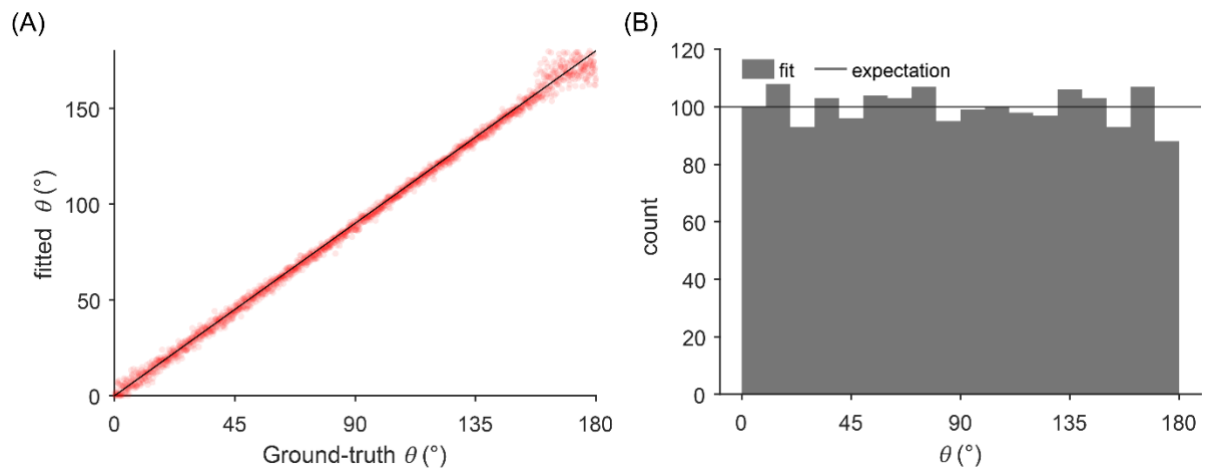 (A)
150
100
50
0
fitted θ (°)
0 45 90 135 180
Ground-truth θ (°)
(B)
120
100
80
60
40
20
0
count
fit expectation
0 45 90 135 180
θ (°)